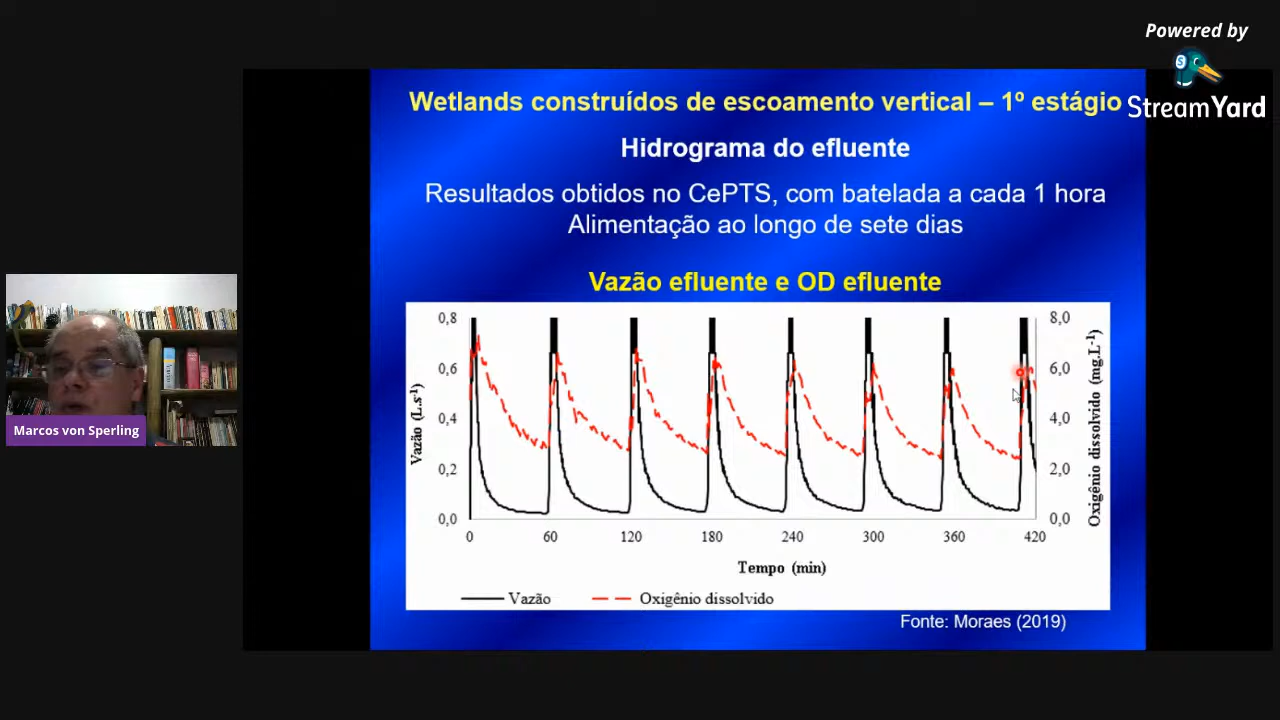 Powered by
StreamYard
Wetlands construídos de escoamento vertical – 1º estágio
Hidrograma do efluente
Resultados obtidos no CePTS, com batelada a cada 1 hora
Alimentação ao longo de sete dias
Vazão efluente e OD efluente
0,8
0,6
0,4
0,2
0,0
Vazão (L.s⁻¹)
8,0
6,0
4,0
2,0
0,0
Oxigênio dissolvido (mg.L⁻¹)
0 60 120 180 240 300 360 420
Tempo (min)
Vazão Oxigênio dissolvido
Fonte: Moraes (2019)
Marcos von Sperling